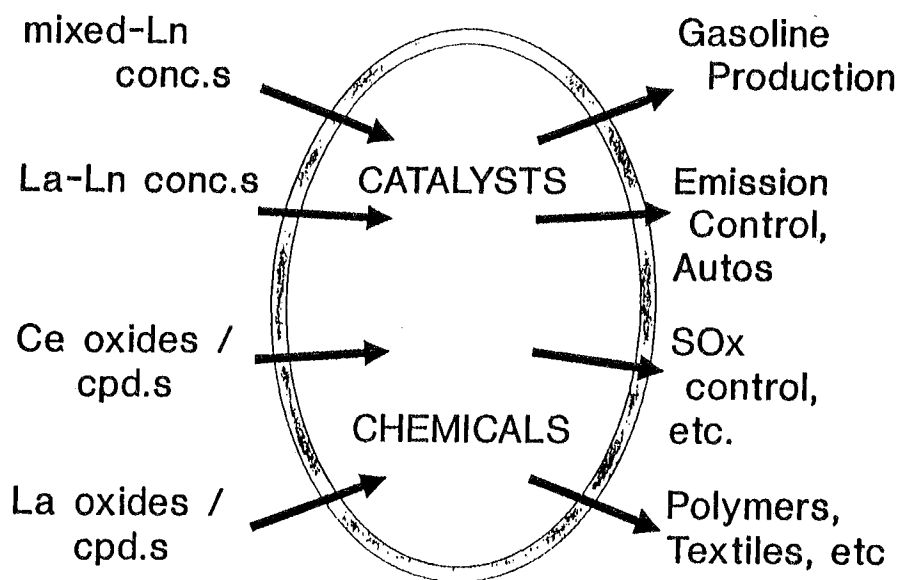 mixed-Ln
conc.s
La-Ln conc.s
Ce oxides /
cpd.s
La oxides /
cpd.s
CATALYSTS
CHEMICALS
Gasoline
Production
Emission
Control,
Autos
SOx
control,
etc.
Polymers,
Textiles, etc